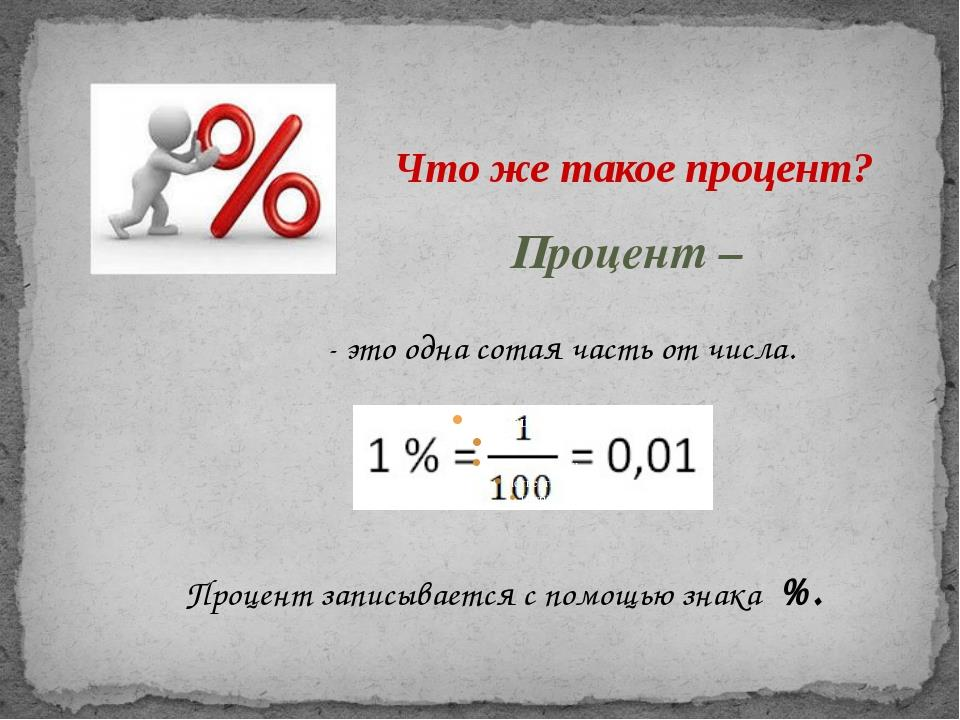 Что же такое процент?
Процент –
- это одна сотая часть от числа.
1 % = 1/100 = 0,01
Процент записывается с помощью знака %.